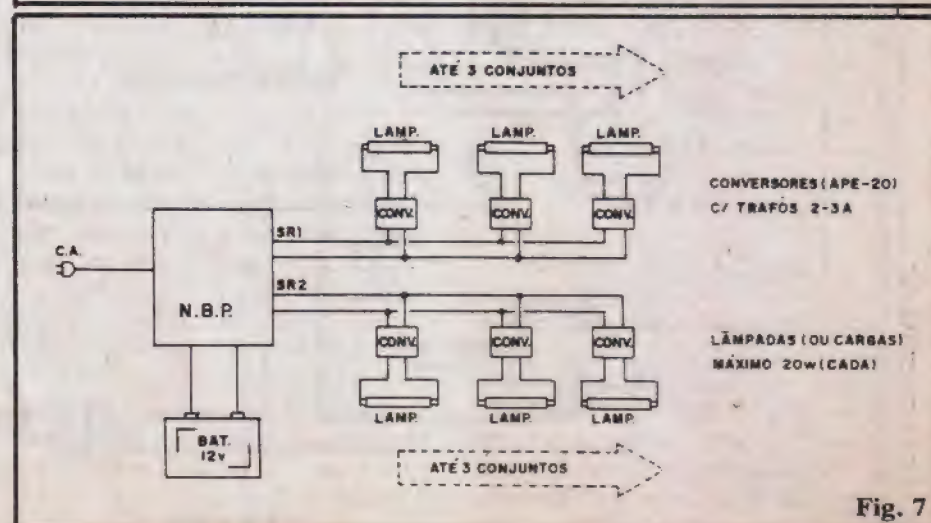 ATÉ 3 CONJUNTOS
LAMP. LAMP. LAMP.
CONV. CONV. CONV.
CONVERSORES (APE-20)
C/ TRAFOS 2-3A
SR1
C.A.
SR2
N.B.P.
CONV. CONV. CONV.
LÂMPADAS (OU CARGAS)
MÁXIMO 20w (CADA)
LAMP. LAMP. LAMP.
BAT.
12v
ATÉ 3 CONJUNTOS
Fig. 7